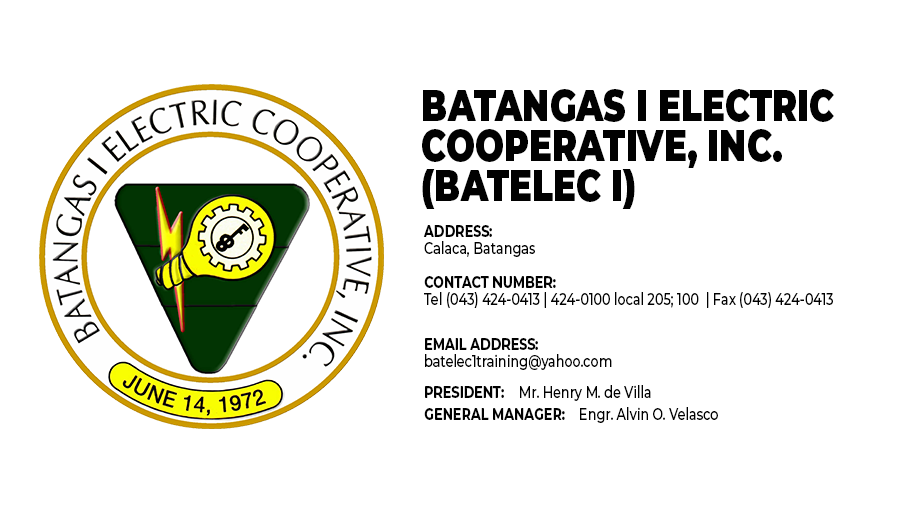 BATANGAS I ELECTRIC COOPERATIVE, INC.
JUNE 14, 1972
BATANGAS I ELECTRIC
COOPERATIVE, INC.
(BATELEC I)
ADDRESS:
Calaca, Batangas
CONTACT NUMBER:
Tel (043) 424-0413 | 424-0100 local 205; 100 | Fax (043) 424-0413
EMAIL ADDRESS:
batelec1training@yahoo.com
PRESIDENT: Mr. Henry M. de Villa
GENERAL MANAGER: Engr. Alvin O. Velasco